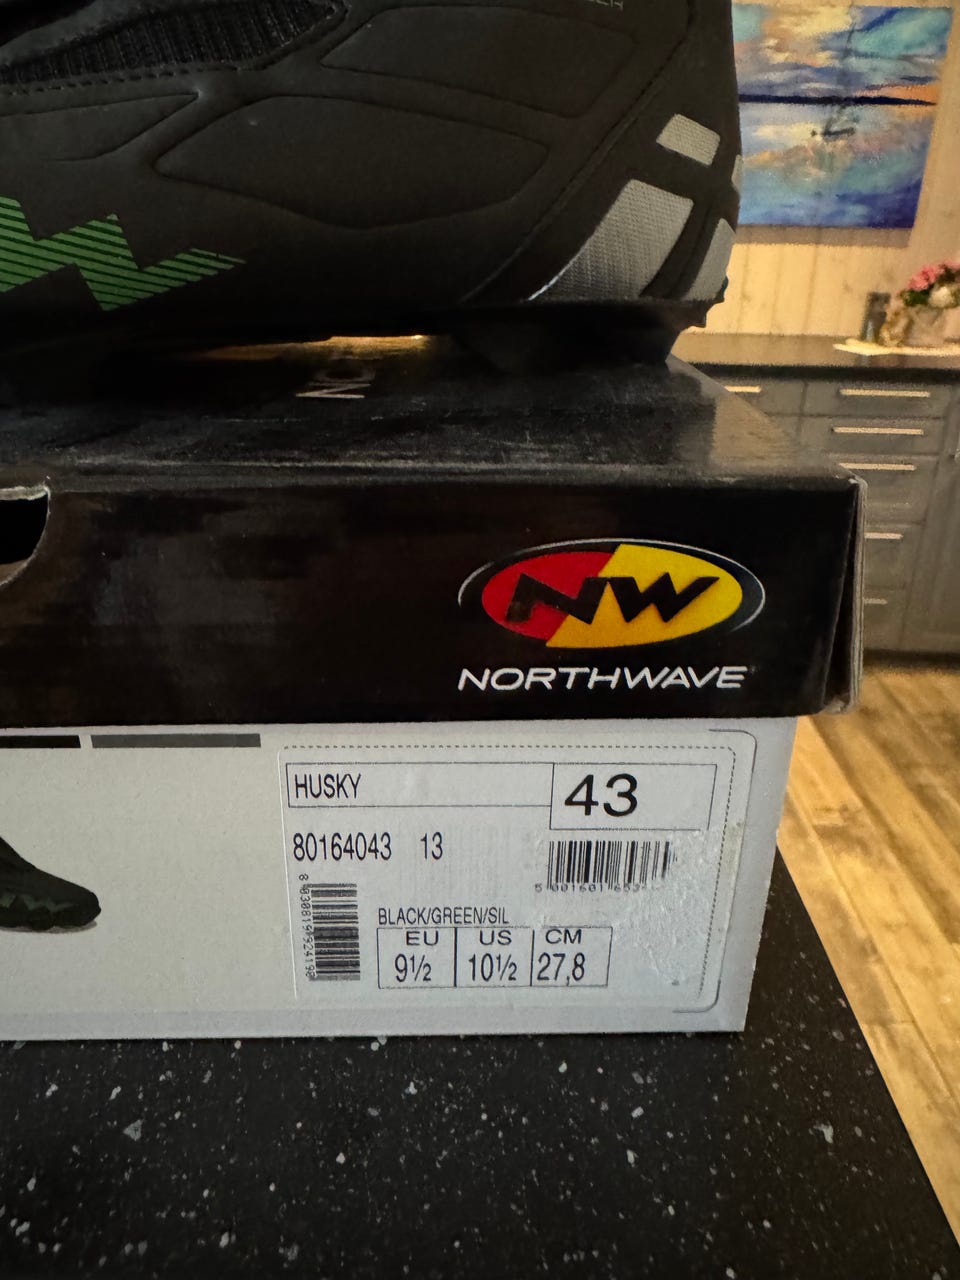 NW
NORTHWAVE
HUSKY
43
80164043 13
BLACK/GREEN/SIL
EU US CM
9½ 10½ 27,8